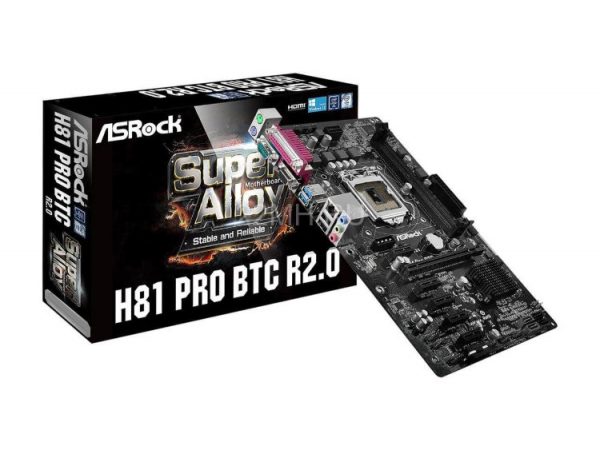 ASRock
HDMI
Super
Alloy
Motherboard
Stable and Reliable
H81 PRO BTC R2.0
ASRock
H81 PRO BTC
R2.0
Super
Alloy
ASRock